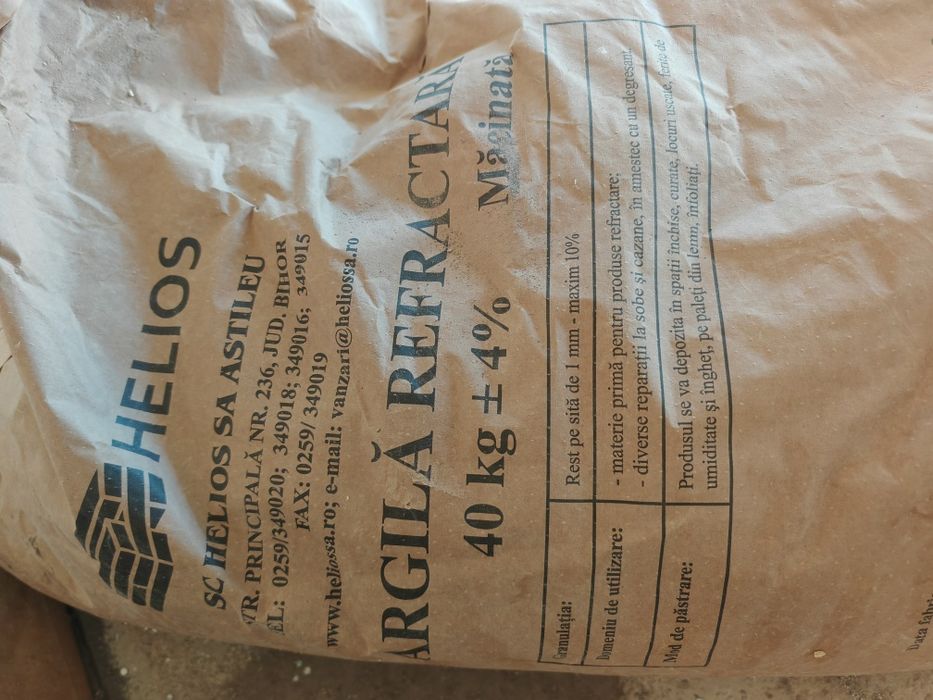 HELIOS
SC HELIOS SA ASTILEU
TR. PRINCIPALĂ NR. 236, JUD. BIHOR
EL: 0259/349020; 349018; 349016; 349015
FAX: 0259/ 349019
www.heliossa.ro; e-mail: vanzari@heliossa.ro
ARGILĂ REFRACTARĂ
40 kg ± 4% Măcinată
Granulația: Rest pe sită de 1 mm - maxim 10%
Domeniu de utilizare: - materie primă pentru produse refractare;
- diverse reparații la sobe și cazane, în amestec cu un degresant
Mod de păstrare: Produsul se va depozita în spații închise, curate, locuri uscate, ferite de
umiditate și îngheț, pe paleți din lemn, înfoliați.
Data